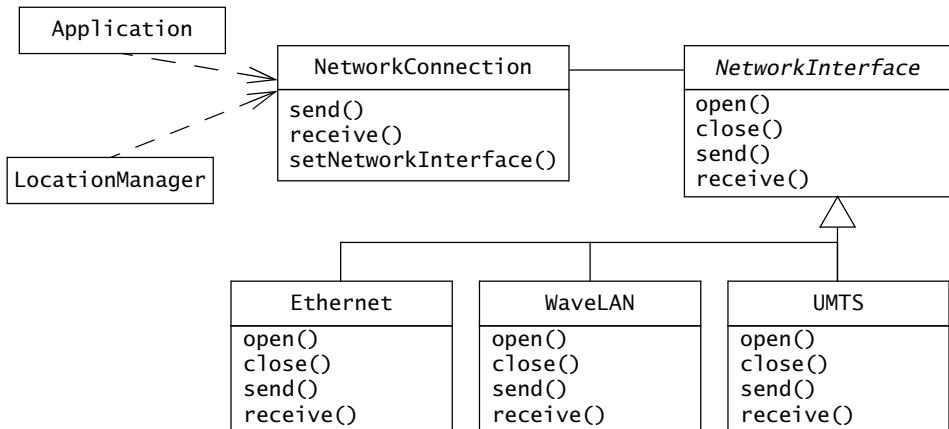 Application
NetworkConnection
NetworkInterface
send()
receive()
setNetworkInterface()
open()
close()
send()
receive()
LocationManager
Ethernet
open()
close()
send()
receive()
WaveLAN
open()
close()
send()
receive()
UMTS
open()
close()
send()
receive()